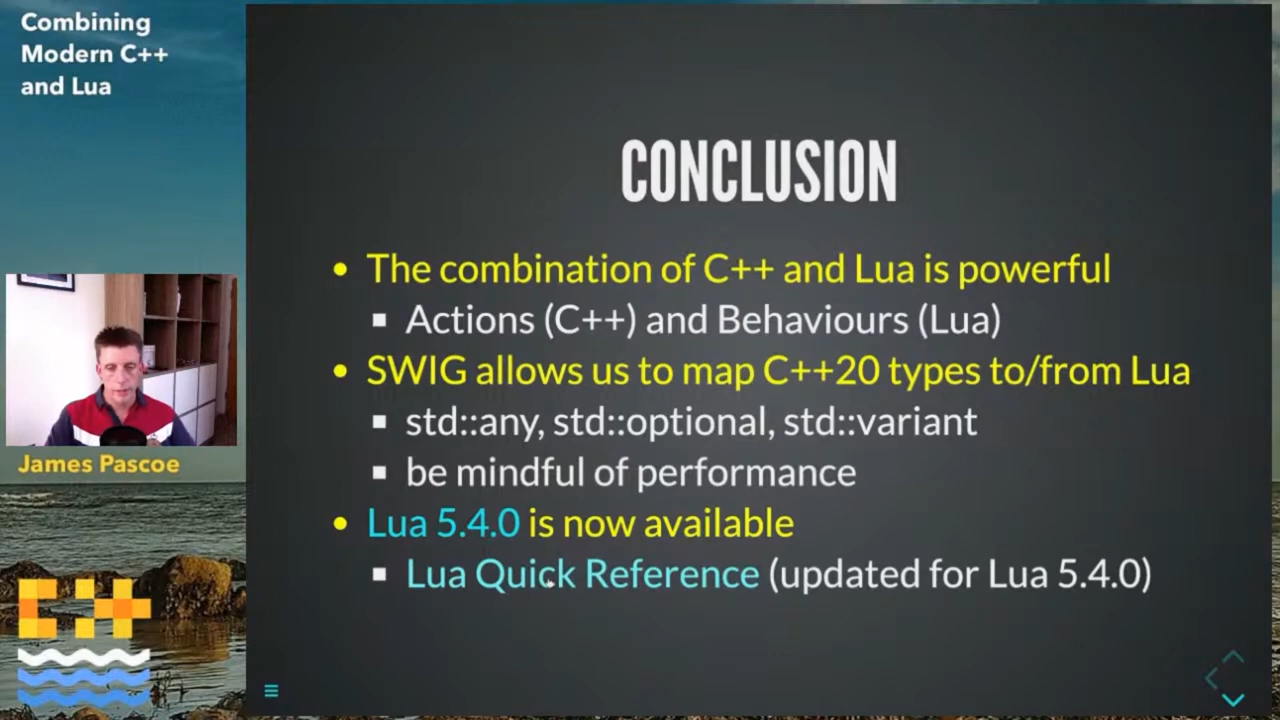 Combining
Modern C++
and Lua
James Pascoe
C++
CONCLUSION
The combination of C++ and Lua is powerful
Actions (C++) and Behaviours (Lua)
SWIG allows us to map C++20 types to/from Lua
std::any, std::optional, std::variant
be mindful of performance
Lua 5.4.0 is now available
Lua Quick Reference (updated for Lua 5.4.0)